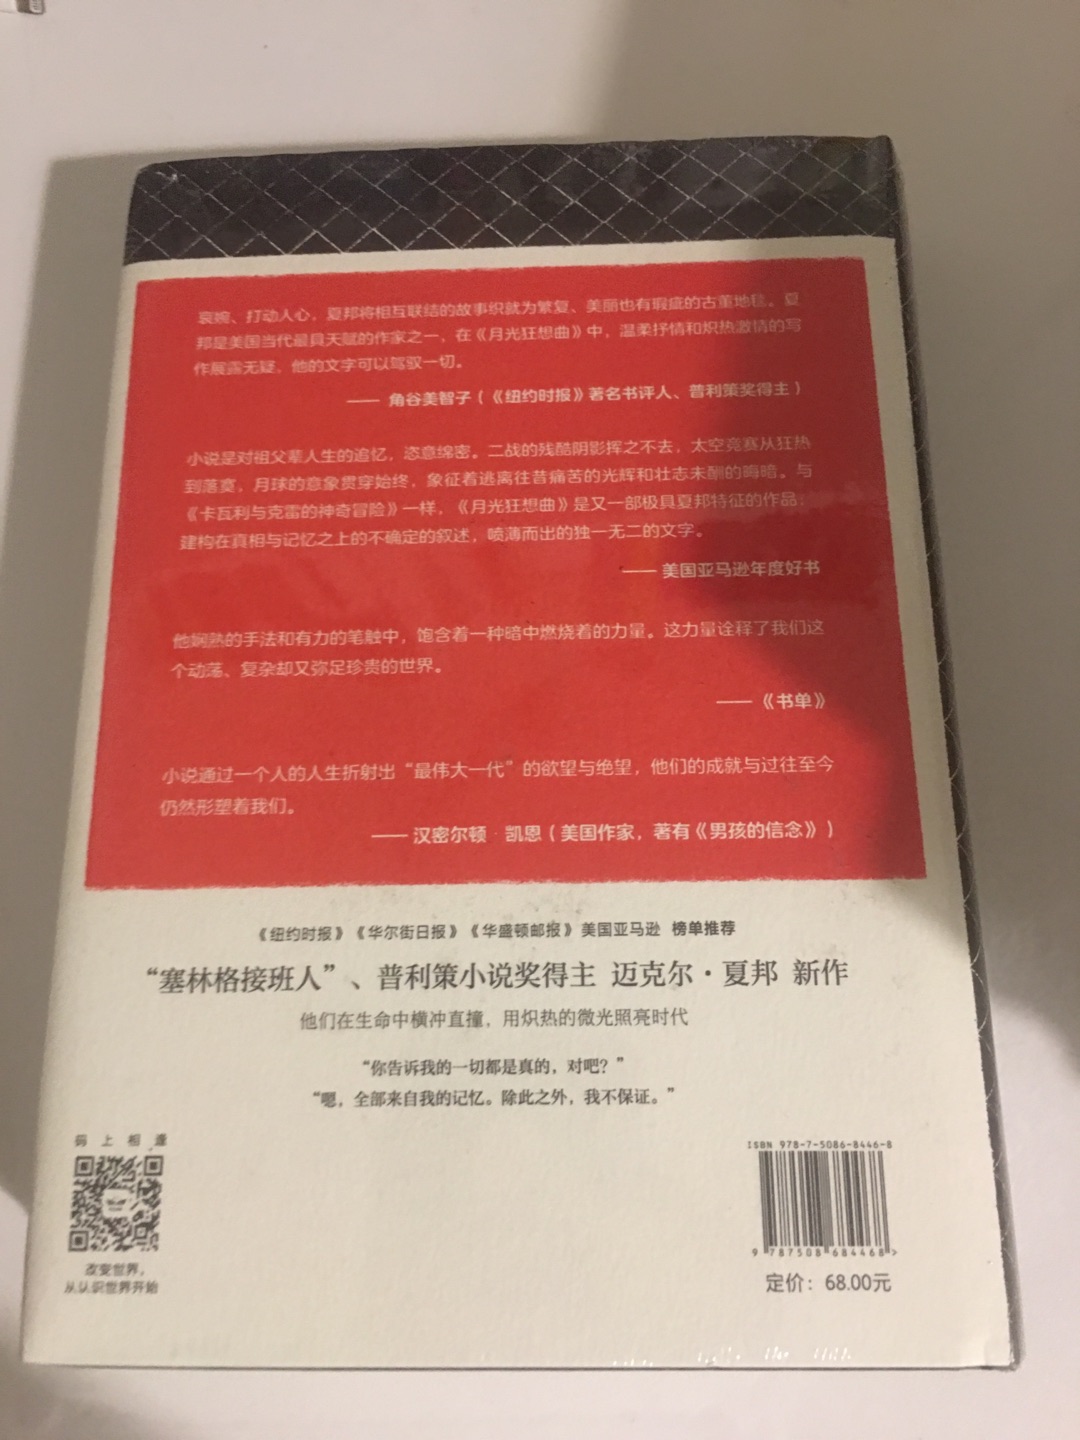 哀婉、打动人心，夏邦将相互联结的故事织就为繁复、美丽也有瑕疵的古董地毯。夏
邦是美国当代最具天赋的作家之一，在《月光狂想曲》中，温柔抒情和炽热激情的写
作展露无疑，他的文字可以驾驭一切。
—— 角谷美智子（《纽约时报》著名书评人、普利策奖得主）
小说是对祖父辈人生的追忆，恣意绵密。二战的残酷阴影挥之不去，太空竞赛从狂热
到落寞，月球的意象贯穿始终，象征着逃离往昔痛苦的光辉和壮志未酬的晦暗。与
《卡瓦利与克雷的神奇冒险》一样，《月光狂想曲》是又一部极具夏邦特征的作品：
建构在真相与记忆之上的不确定的叙述，喷薄而出的独一无二的文字。
—— 美国亚马逊年度好书
他娴熟的手法和有力的笔触中，饱含着一种暗中燃烧着的力量。这力量诠释了我们这
个动荡、复杂却又弥足珍贵的世界。
—— 《书单》
小说通过一个人的人生折射出“最伟大一代”的欲望与绝望，他们的成就与过往至今
仍然形塑着我们。
—— 汉密尔顿·凯恩（美国作家，著有《男孩的信念》）
《纽约时报》《华尔街日报》《华盛顿邮报》美国亚马逊 榜单推荐
“塞林格接班人”、普利策小说奖得主 迈克尔·夏邦 新作
他们在生命中横冲直撞，用炽热的微光照亮时代
“你告诉我的一切都是真的，对吧？”
“嗯，全部来自我的记忆。除此之外，我不保证。”
码上相逢
改变世界，
从认识世界开始
ISBN 978-7-5086-8446-8
9 787508 684468 >
定价：68.00元